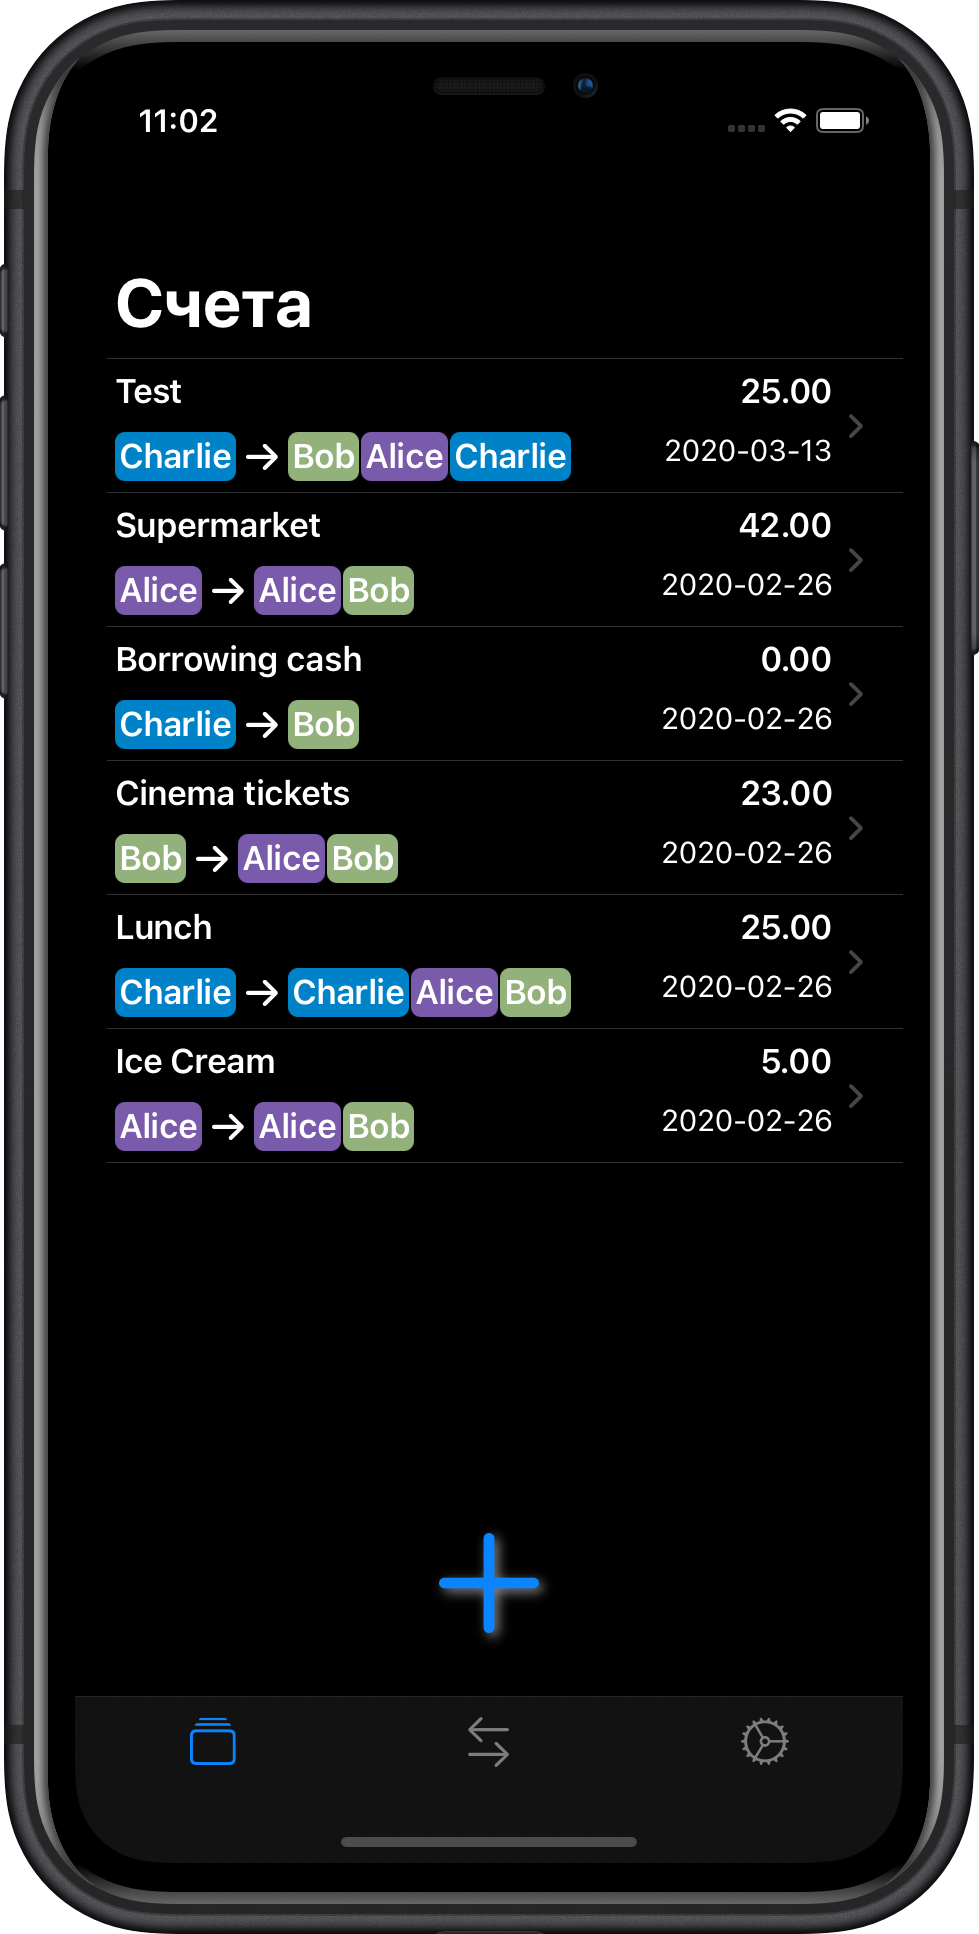 11:02
Счета
Test 25.00
Charlie → Bob Alice Charlie 2020-03-13
Supermarket 42.00
Alice → Alice Bob 2020-02-26
Borrowing cash 0.00
Charlie → Bob 2020-02-26
Cinema tickets 23.00
Bob → Alice Bob 2020-02-26
Lunch 25.00
Charlie → Charlie Alice Bob 2020-02-26
Ice Cream 5.00
Alice → Alice Bob 2020-02-26